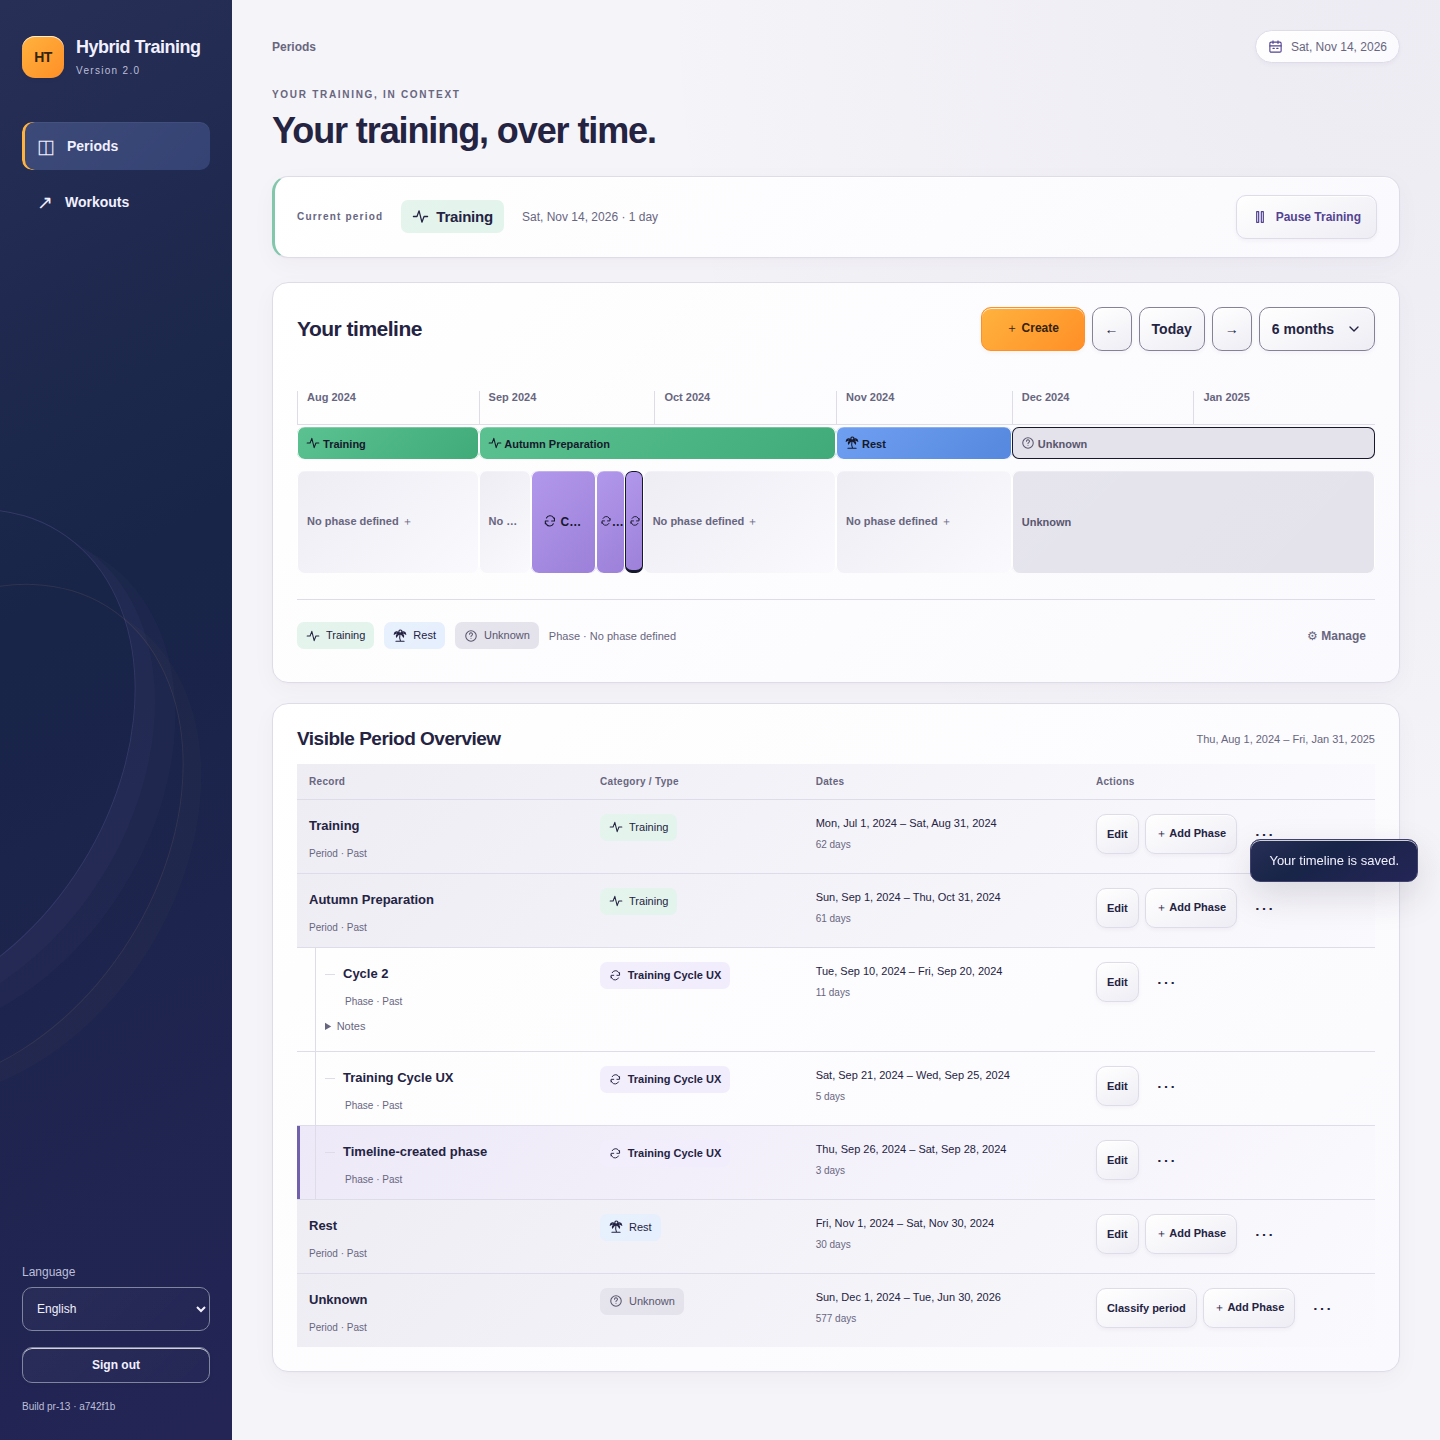 HT
Hybrid Training
Version 2.0
Periods
Workouts
Language
English
Sign out
Build pr-13 · a742f1b
Periods
Sat, Nov 14, 2026
YOUR TRAINING, IN CONTEXT
Your training, over time.
Current period
Training
Sat, Nov 14, 2026 · 1 day
Pause Training
Your timeline
+ Create
←
Today
→
6 months
Aug 2024
Sep 2024
Oct 2024
Nov 2024
Dec 2024
Jan 2025
Training
Autumn Preparation
Rest
Unknown
No phase defined +
No ...
C...
...
No phase defined +
No phase defined +
Unknown
Training
Rest
Unknown
Phase · No phase defined
⚙ Manage
Visible Period Overview
Thu, Aug 1, 2024 – Fri, Jan 31, 2025
Record
Category / Type
Dates
Actions
Training
Period · Past
Training
Mon, Jul 1, 2024 – Sat, Aug 31, 2024
62 days
Edit
+ Add Phase
...
Your timeline is saved.
Autumn Preparation
Period · Past
Training
Sun, Sep 1, 2024 – Thu, Oct 31, 2024
61 days
Edit
+ Add Phase
...
— Cycle 2
Phase · Past
▶ Notes
Training Cycle UX
Tue, Sep 10, 2024 – Fri, Sep 20, 2024
11 days
Edit
...
— Training Cycle UX
Phase · Past
Training Cycle UX
Sat, Sep 21, 2024 – Wed, Sep 25, 2024
5 days
Edit
...
— Timeline-created phase
Phase · Past
Training Cycle UX
Thu, Sep 26, 2024 – Sat, Sep 28, 2024
3 days
Edit
...
Rest
Period · Past
Rest
Fri, Nov 1, 2024 – Sat, Nov 30, 2024
30 days
Edit
+ Add Phase
...
Unknown
Period · Past
Unknown
Sun, Dec 1, 2024 – Tue, Jun 30, 2026
577 days
Classify period
+ Add Phase
...